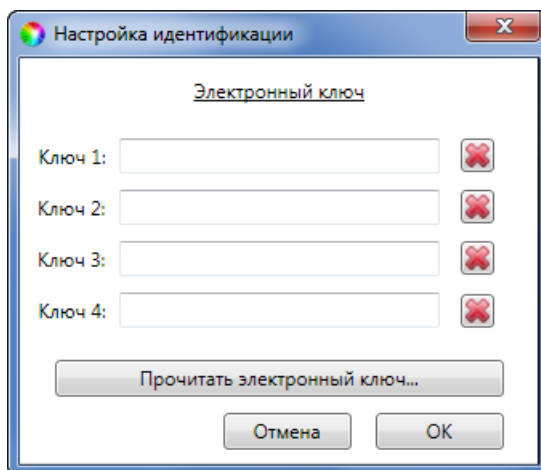 Настройка идентификации
Электронный ключ
Ключ 1:
Ключ 2:
Ключ 3:
Ключ 4:
Прочитать электронный ключ...
Отмена OK